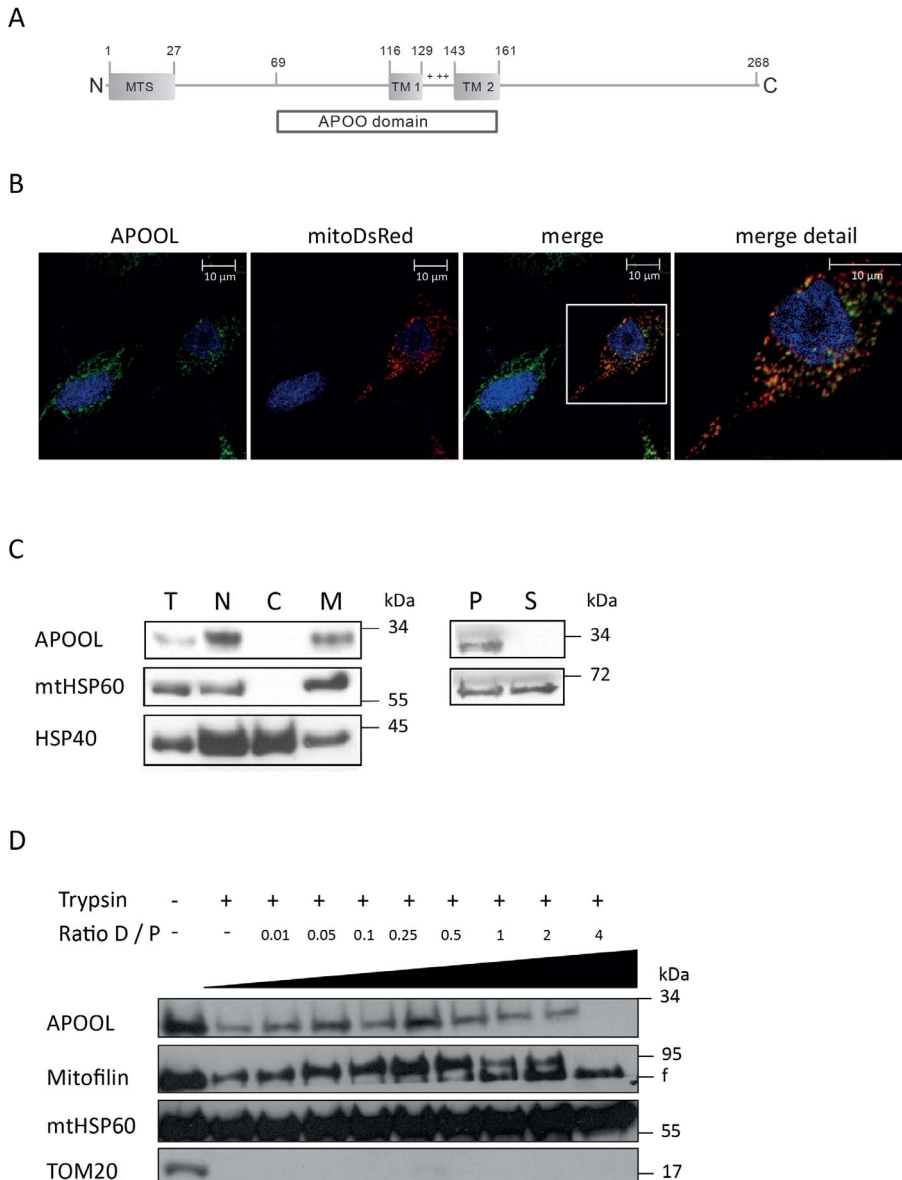 A
1 27 69 116 129 143 161 268
N MTS TM 1 + ++ TM 2 C
APOO domain
B
APOOL mitoDsRed merge merge detail
10 µm 10 µm 10 µm 10 µm
C
T N C M kDa P S kDa
APOOL 34 34
mtHSP60 55 72
HSP40 45
D
Trypsin - + + + + + + + + +
Ratio D / P - - 0.01 0.05 0.1 0.25 0.5 1 2 4
kDa
APOOL 34
Mitofilin 95
f
mtHSP60 55
TOM20 17